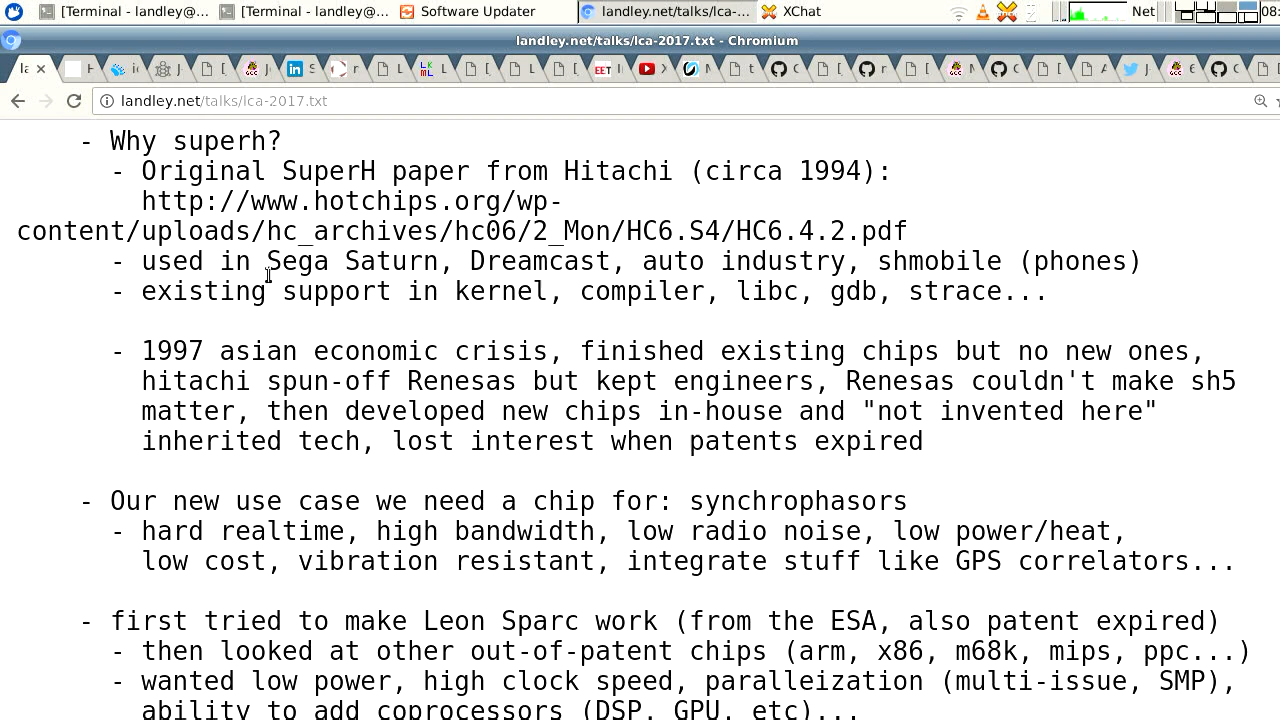 [Terminal - landley@...
[Terminal - landley@...
Software Updater
landley.net/talks/lca-...
XChat
Net
08:
landley.net/talks/lca-2017.txt - Chromium
landley.net/talks/lca-2017.txt
- Why superh?
- Original SuperH paper from Hitachi (circa 1994):
http://www.hotchips.org/wp-
content/uploads/hc_archives/hc06/2_Mon/HC6.S4/HC6.4.2.pdf
- used in Sega Saturn, Dreamcast, auto industry, shmobile (phones)
- existing support in kernel, compiler, libc, gdb, strace...
- 1997 asian economic crisis, finished existing chips but no new ones,
hitachi spun-off Renesas but kept engineers, Renesas couldn't make sh5
matter, then developed new chips in-house and "not invented here"
inherited tech, lost interest when patents expired
- Our new use case we need a chip for: synchrophasors
- hard realtime, high bandwidth, low radio noise, low power/heat,
low cost, vibration resistant, integrate stuff like GPS correlators...
- first tried to make Leon Sparc work (from the ESA, also patent expired)
- then looked at other out-of-patent chips (arm, x86, m68k, mips, ppc...)
- wanted low power, high clock speed, paralleization (multi-issue, SMP),
ability to add coprocessors (DSP, GPU, etc)...